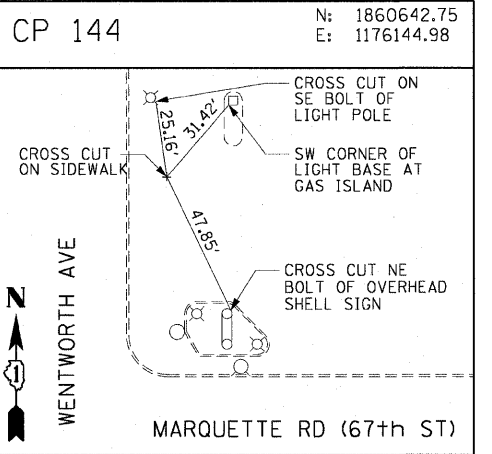 CP 144
N: 1860642.75
E: 1176144.98
CROSS CUT ON
SE BOLT OF
LIGHT POLE
25.16'
31.42'
CROSS CUT
ON SIDEWALK
SW CORNER OF
LIGHT BASE AT
GAS ISLAND
47.85'
CROSS CUT NE
BOLT OF OVERHEAD
SHELL SIGN
WENTWORTH AVE
N
1
MARQUETTE RD (67th ST)